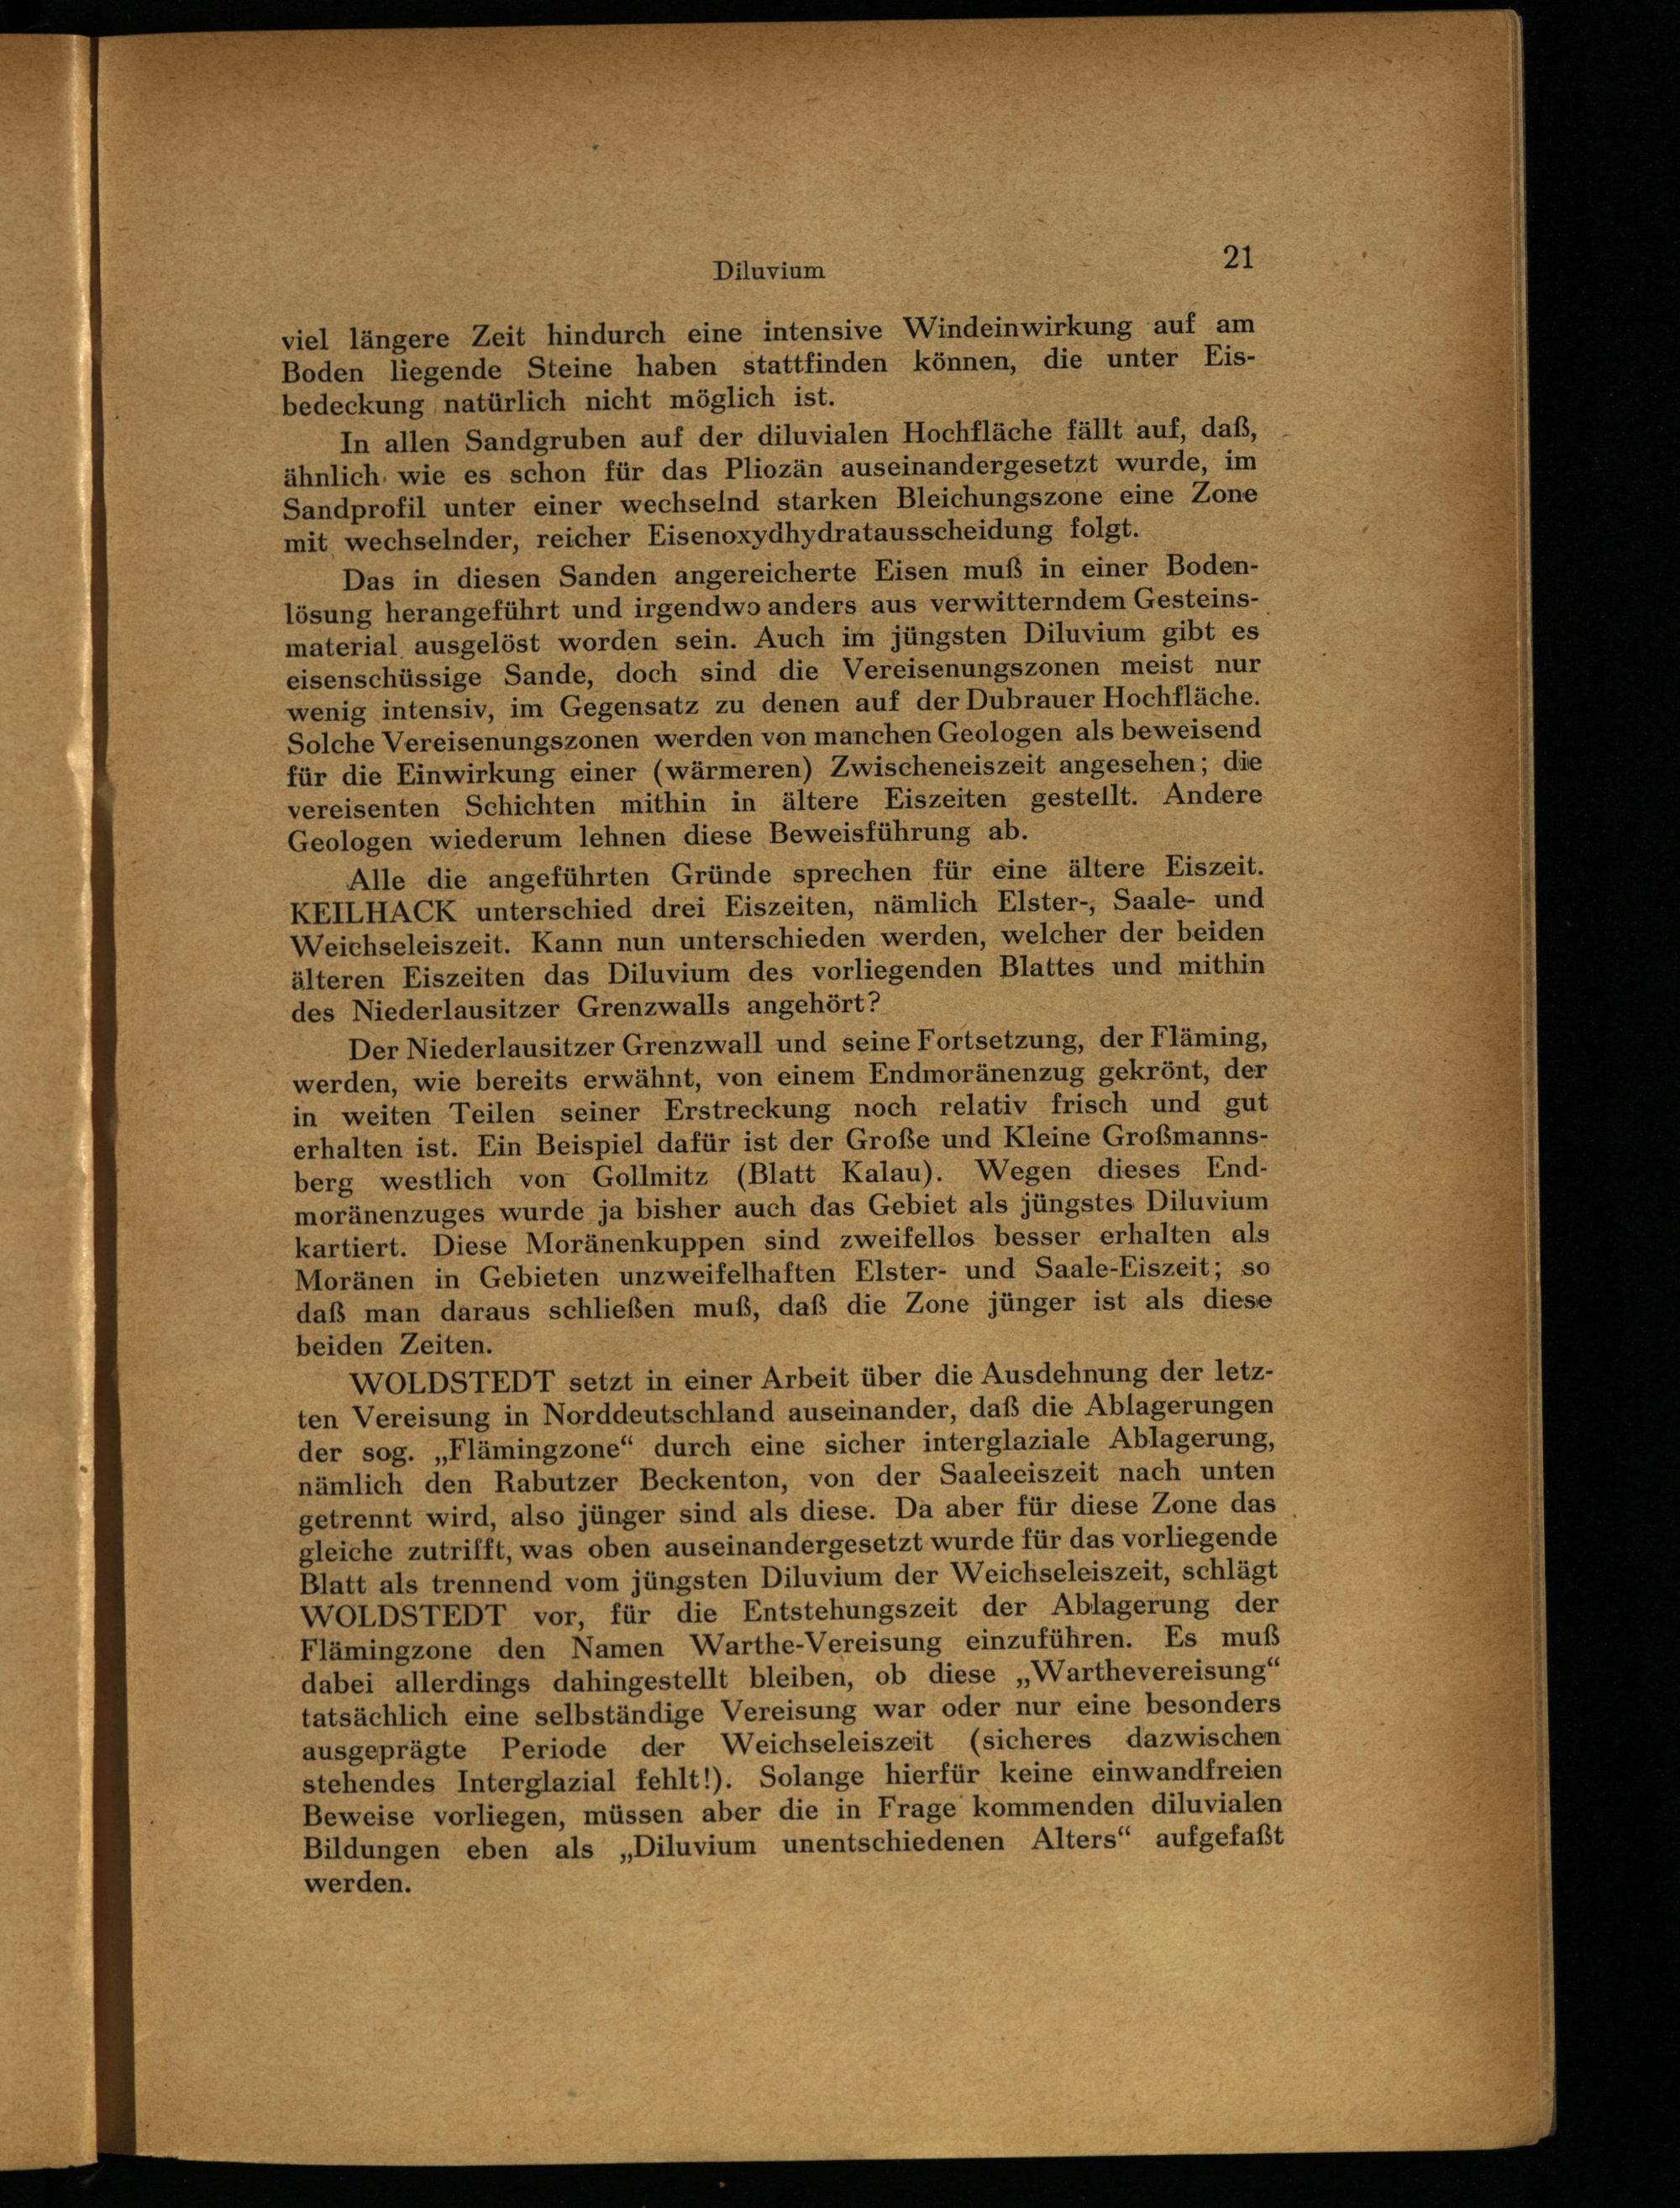 Diluvium 21
viel längere Zeit hindurch eine intensive Windeinwirkung auf am
Boden liegende Steine haben stattfinden können, die unter Eis-
bedeckung natürlich nicht möglich ist.
In allen Sandgruben auf der diluvialen Hochfläche fällt auf, daß,
ähnlich wie es schon für das Pliozän auseinandergesetzt wurde, im
Sandprofil unter einer wechselnd starken Bleichungszone eine Zone
mit wechselnder, reicher Eisenoxydhydratausscheidung folgt.
Das in diesen Sanden angereicherte Eisen muß in einer Boden-
lösung herangeführt und irgendwo anders aus verwitterndem Gesteins-
material ausgelöst worden sein. Auch im jüngsten Diluvium gibt es
eisenschüssige Sande, doch sind die Vereisenungszonen meist nur
wenig intensiv, im Gegensatz zu denen auf der Dubrauer Hochfläche.
Solche Vereisenungszonen werden von manchen Geologen als beweisend
für die Einwirkung einer (wärmeren) Zwischeneiszeit angesehen; die
vereisenten Schichten mithin in ältere Eiszeiten gestellt. Andere
Geologen wiederum lehnen diese Beweisführung ab.
Alle die angeführten Gründe sprechen für eine ältere Eiszeit.
KEILHACK unterschied drei Eiszeiten, nämlich Elster-, Saale- und
Weichseleiszeit. Kann nun unterschieden werden, welcher der beiden
älteren Eiszeiten das Diluvium des vorliegenden Blattes und mithin
des Niederlausitzer Grenzwalls angehört?
Der Niederlausitzer Grenzwall und seine Fortsetzung, der Fläming,
werden, wie bereits erwähnt, von einem Endmoränenzug gekrönt, der
in weiten Teilen seiner Erstreckung noch relativ frisch und gut
erhalten ist. Ein Beispiel dafür ist der Große und Kleine Großmanns-
berg westlich von Gollmitz (Blatt Kalau). Wegen dieses End-
moränenzuges wurde ja bisher auch das Gebiet als jüngstes Diluvium
kartiert. Diese Moränenkuppen sind zweifellos besser erhalten als
Moränen in Gebieten unzweifelhaften Elster- und Saale-Eiszeit; so
daß man daraus schließen muß, daß die Zone jünger ist als diese
beiden Zeiten.
WOLDSTEDT setzt in einer Arbeit über die Ausdehnung der letz-
ten Vereisung in Norddeutschland auseinander, daß die Ablagerungen
der sog. „Flämingzone“ durch eine sicher interglaziale Ablagerung,
nämlich den Rabutzer Beckenton, von der Saaleeiszeit nach unten
getrennt wird, also jünger sind als diese. Da aber für diese Zone das
gleiche zutrifft, was oben auseinandergesetzt wurde für das vorliegende
Blatt als trennend vom jüngsten Diluvium der Weichseleiszeit, schlägt
WOLDSTEDT vor, für die Entstehungszeit der Ablagerung der
Flämingzone den Namen Warthe-Vereisung einzuführen. Es muß
dabei allerdings dahingestellt bleiben, ob diese „Warthevereisung“
tatsächlich eine selbständige Vereisung war oder nur eine besonders
ausgeprägte Periode der Weichseleiszeit (sicheres dazwischen
stehendes Interglazial fehlt!). Solange hierfür keine einwandfreien
Beweise vorliegen, müssen aber die in Frage kommenden diluvialen
Bildungen eben als „Diluvium unentschiedenen Alters“ aufgefaßt
werden.